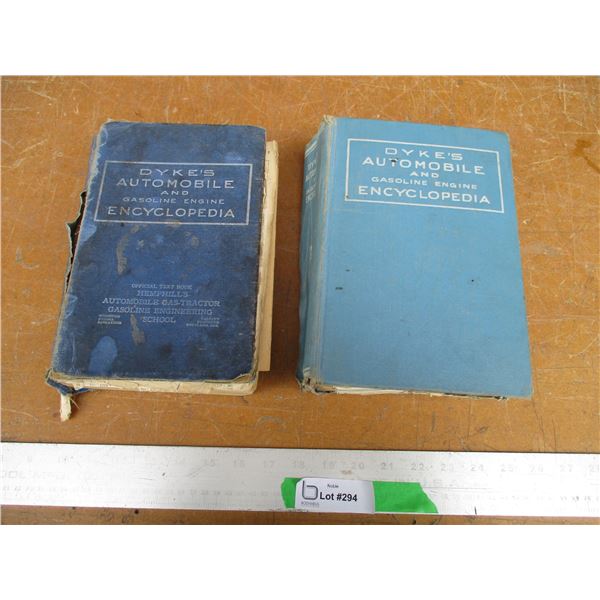 DYKE'S
AUTOMOBILE
AND
GASOLINE ENGINE
ENCYCLOPEDIA
OFFICIAL TEXT BOOK
HEMPHILL'S
AUTOMOBILE GAS-TRACTOR
GASOLINE ENGINEERING
SCHOOL
DYKE'S
AUTOMOBILE
AND
GASOLINE ENGINE
ENCYCLOPEDIA
15 16 17 18 19 20 21 22 23 24 25 26 27
Noble
Lot #294